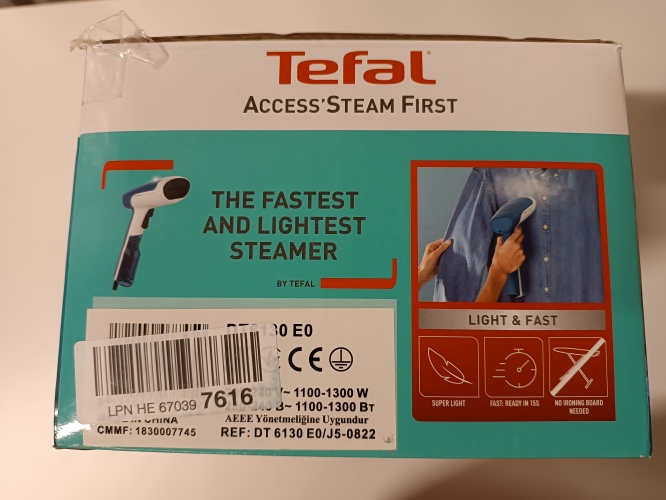 Tefal
ACCESS'STEAM FIRST
THE FASTEST
AND LIGHTEST
STEAMER
BY TEFAL
LIGHT & FAST
SUPER LIGHT
FAST: READY IN 15S
NO IRONING BOARD
NEEDED
E0
CE
LPN HE 67039 7616
V~ 1100-1300 W
В~ 1100-1300 Вт
CHINA
AEEE Yönetmeliğine Uygundur
CMMF: 1830007745
REF: DT 6130 E0/J5-0822